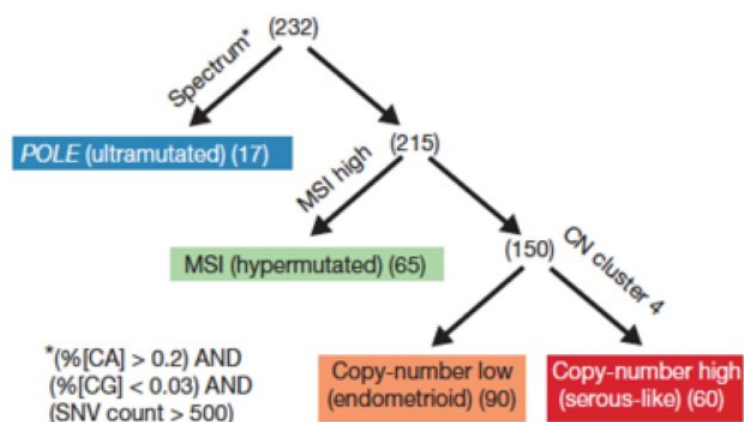 (232)
Spectrum*
POLE (ultramutated) (17)
(215)
MSI high
MSI (hypermutated) (65)
(150)
CN cluster 4
Copy-number low
(endometrioid) (90)
Copy-number high
(serous-like) (60)
*(%[CA] > 0.2) AND
(%[CG] < 0.03) AND
(SNV count > 500)